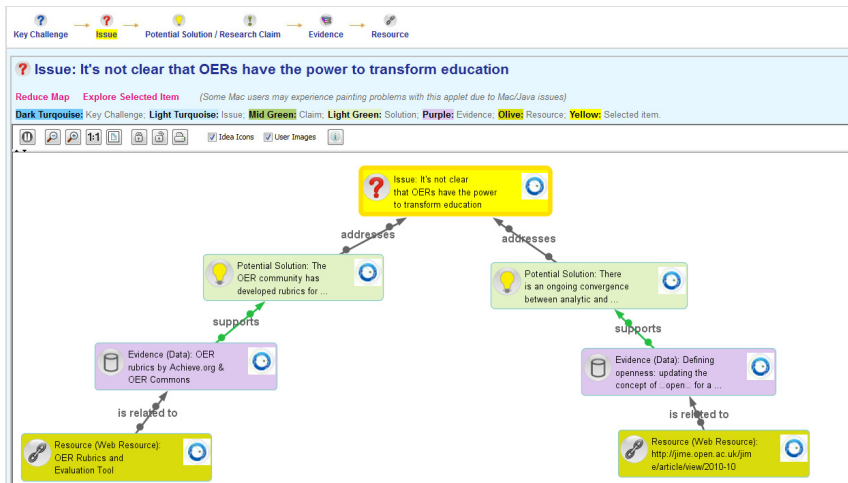 Key Challenge Issue Potential Solution / Research Claim Evidence Resource
Issue: It's not clear that OERs have the power to transform education
Reduce Map Explore Selected Item (Some Mac users may experience painting problems with this applet due to Mac/Java issues)
Dark Turqouise: Key Challenge; Light Turquoise: Issue; Mid Green: Claim; Light Green: Solution; Purple: Evidence; Olive: Resource; Yellow: Selected item.
1:1 Idea Icons User Images
Issue: It's not clear
that OERs have the power
to transform education
addresses
addresses
Potential Solution: The
OER community has
developed rubrics for ...
Potential Solution: There
is an ongoing convergence
between analytic and ...
supports
supports
Evidence (Data): OER
rubrics by Achieve.org &
OER Commons
Evidence (Data): Defining
openness: updating the
concept of "open" for a ...
is related to
is related to
Resource (Web Resource):
OER Rubrics and
Evaluation Tool
Resource (Web Resource):
http://jime.open.ac.uk/jim
e/article/view/2010-10